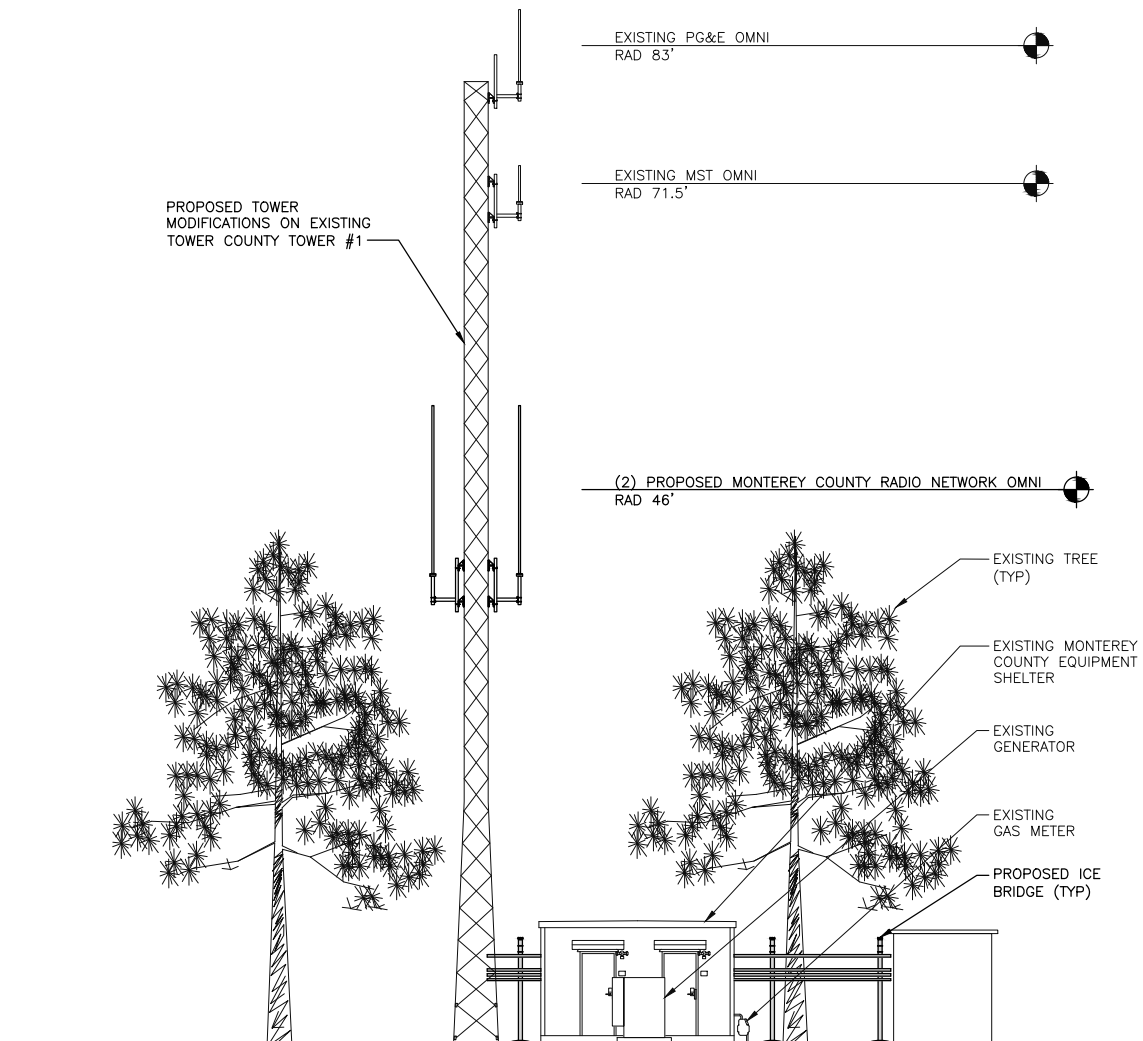 EXISTING PG&E OMNI
RAD 83'
EXISTING MST OMNI
RAD 71.5'
PROPOSED TOWER
MODIFICATIONS ON EXISTING
TOWER COUNTY TOWER #1
(2) PROPOSED MONTEREY COUNTY RADIO NETWORK OMNI
RAD 46'
EXISTING TREE
(TYP)
EXISTING MONTEREY
COUNTY EQUIPMENT
SHELTER
EXISTING
GENERATOR
EXISTING
GAS METER
PROPOSED ICE
BRIDGE (TYP)